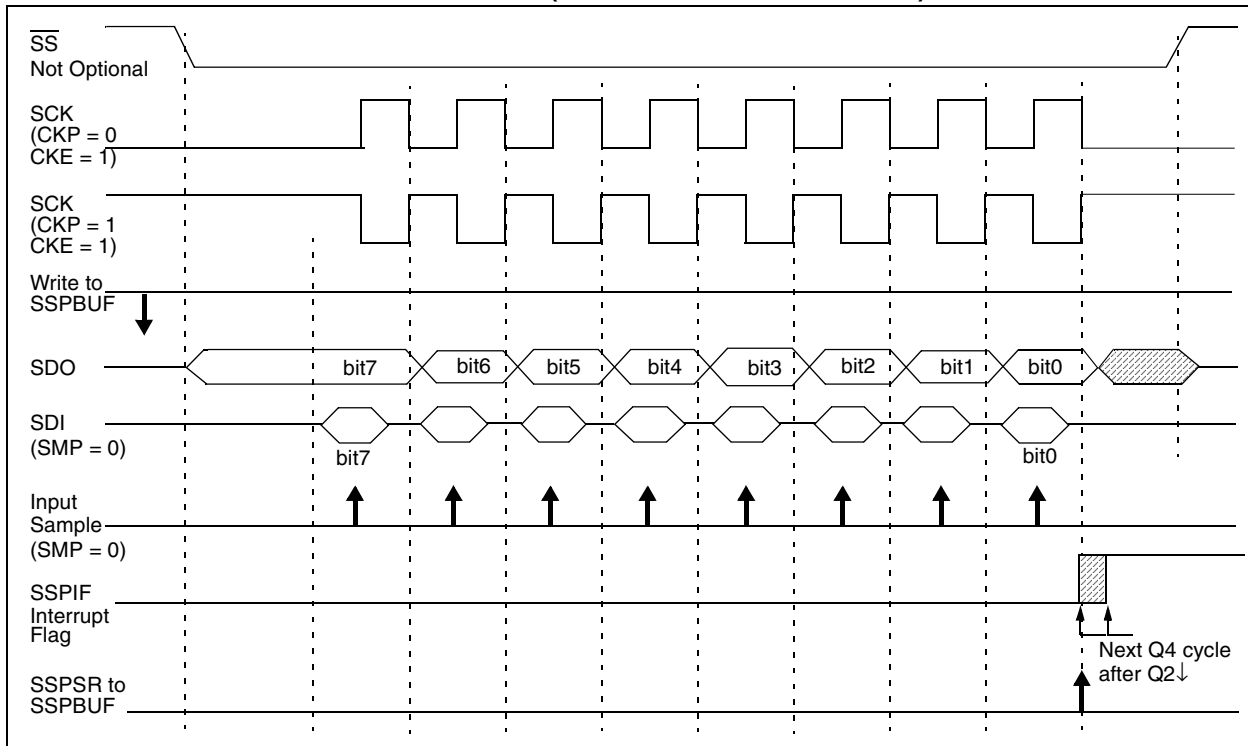 SS
Not Optional
SCK
(CKP = 0
CKE = 1)
SCK
(CKP = 1
CKE = 1)
Write to
SSPBUF
SDO
bit7 bit6 bit5 bit4 bit3 bit2 bit1 bit0
SDI
(SMP = 0)
bit7 bit0
Input
Sample
(SMP = 0)
SSPIF
Interrupt
Flag
Next Q4 cycle
after Q2↓
SSPSR to
SSPBUF